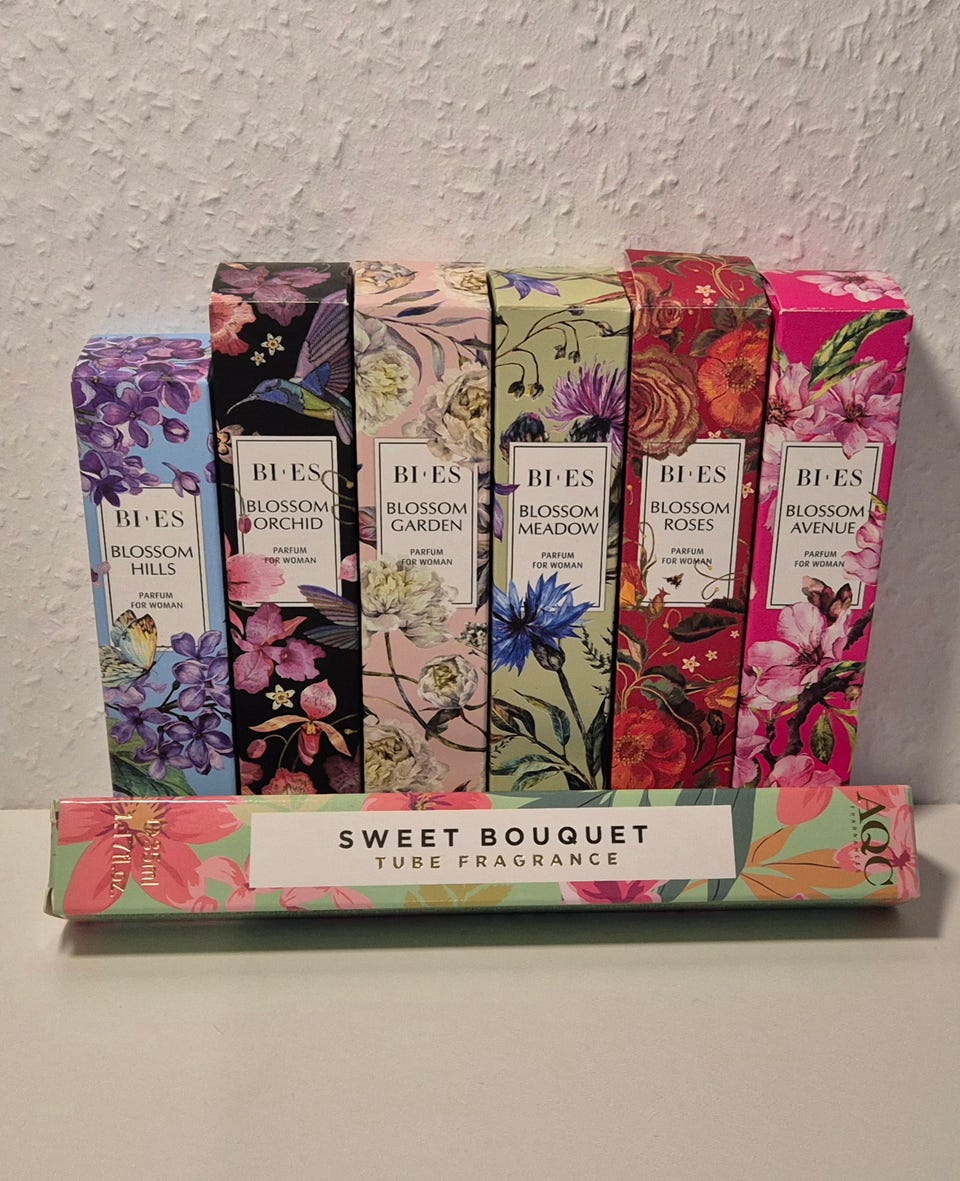 BI·ES
BLOSSOM
HILLS
PARFUM
FOR WOMAN
BI·ES
BLOSSOM
ORCHID
PARFUM
FOR WOMAN
BI·ES
BLOSSOM
GARDEN
PARFUM
FOR WOMAN
BI·ES
BLOSSOM
MEADOW
PARFUM
FOR WOMAN
BI·ES
BLOSSOM
ROSES
PARFUM
FOR WOMAN
BI·ES
BLOSSOM
AVENUE
PARFUM
FOR WOMAN
SWEET BOUQUET
TUBE FRAGRANCE
AQC
FRAGRANCES